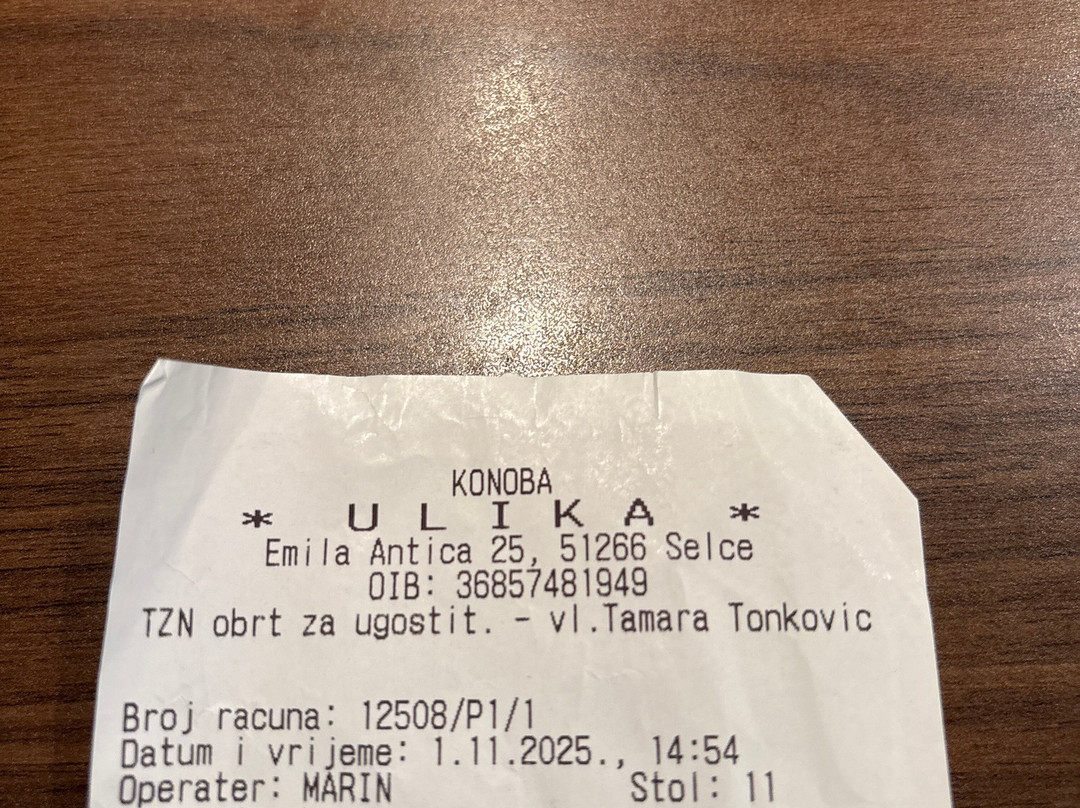 KONOBA
* U L I K A *
Emila Antica 25, 51266 Selce
OIB: 36857481949
TZN obrt za ugostit. - vl.Tamara Tonkovic
Broj racuna: 12508/P1/1
Datum i vrijeme: 1.11.2025., 14:54
Operater: MARIN Stol: 11